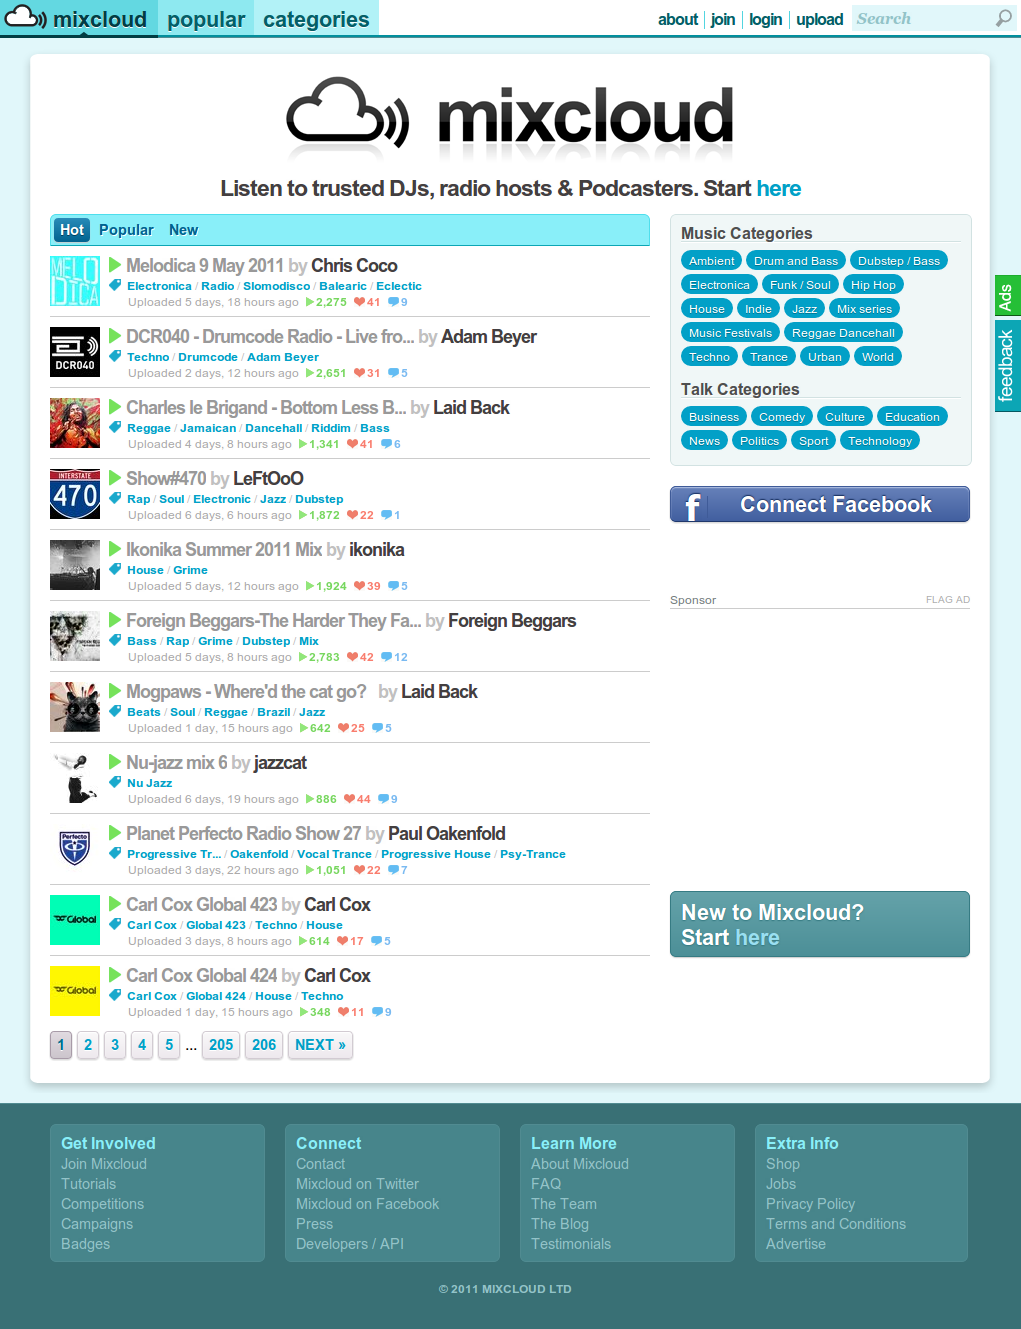 mixcloud popular categories about join login upload Search
mixcloud
Listen to trusted DJs, radio hosts & Podcasters. Start here
Hot Popular New
MELODICA
Melodica 9 May 2011 by Chris Coco
Electronica / Radio / Slomodisco / Balearic / Eclectic
Uploaded 5 days, 18 hours ago 2,275 41 9
DCR040
DCR040 - Drumcode Radio - Live fro... by Adam Beyer
Techno / Drumcode / Adam Beyer
Uploaded 2 days, 12 hours ago 2,651 31 5
Charles le Brigand - Bottom Less B... by Laid Back
Reggae / Jamaican / Dancehall / Riddim / Bass
Uploaded 4 days, 8 hours ago 1,341 41 6
INTERSTATE
470
Show#470 by LeFtOoO
Rap / Soul / Electronic / Jazz / Dubstep
Uploaded 6 days, 6 hours ago 1,872 22 1
Ikonika Summer 2011 Mix by ikonika
House / Grime
Uploaded 5 days, 12 hours ago 1,924 39 5
Foreign Beggars-The Harder They Fa... by Foreign Beggars
Bass / Rap / Grime / Dubstep / Mix
Uploaded 5 days, 8 hours ago 2,783 42 12
Mogpaws - Where'd the cat go? by Laid Back
Beats / Soul / Reggae / Brazil / Jazz
Uploaded 1 day, 15 hours ago 642 25 5
Nu-jazz mix 6 by jazzcat
Nu Jazz
Uploaded 6 days, 19 hours ago 886 44 9
Perfecto
Planet Perfecto Radio Show 27 by Paul Oakenfold
Progressive Tr... / Oakenfold / Vocal Trance / Progressive House / Psy-Trance
Uploaded 3 days, 22 hours ago 1,051 22 7
Global
Carl Cox Global 423 by Carl Cox
Carl Cox / Global 423 / Techno / House
Uploaded 3 days, 8 hours ago 614 17 5
Global
Carl Cox Global 424 by Carl Cox
Carl Cox / Global 424 / House / Techno
Uploaded 1 day, 15 hours ago 348 11 9
1 2 3 4 5 ... 205 206 NEXT »
Music Categories
Ambient Drum and Bass Dubstep / Bass
Electronica Funk / Soul Hip Hop
House Indie Jazz Mix series
Music Festivals Reggae Dancehall
Techno Trance Urban World
Talk Categories
Business Comedy Culture Education
News Politics Sport Technology
f Connect Facebook
Sponsor FLAG AD
New to Mixcloud?
Start here
Ads
feedback
Get Involved
Join Mixcloud
Tutorials
Competitions
Campaigns
Badges
Connect
Contact
Mixcloud on Twitter
Mixcloud on Facebook
Press
Developers / API
Learn More
About Mixcloud
FAQ
The Team
The Blog
Testimonials
Extra Info
Shop
Jobs
Privacy Policy
Terms and Conditions
Advertise
© 2011 MIXCLOUD LTD